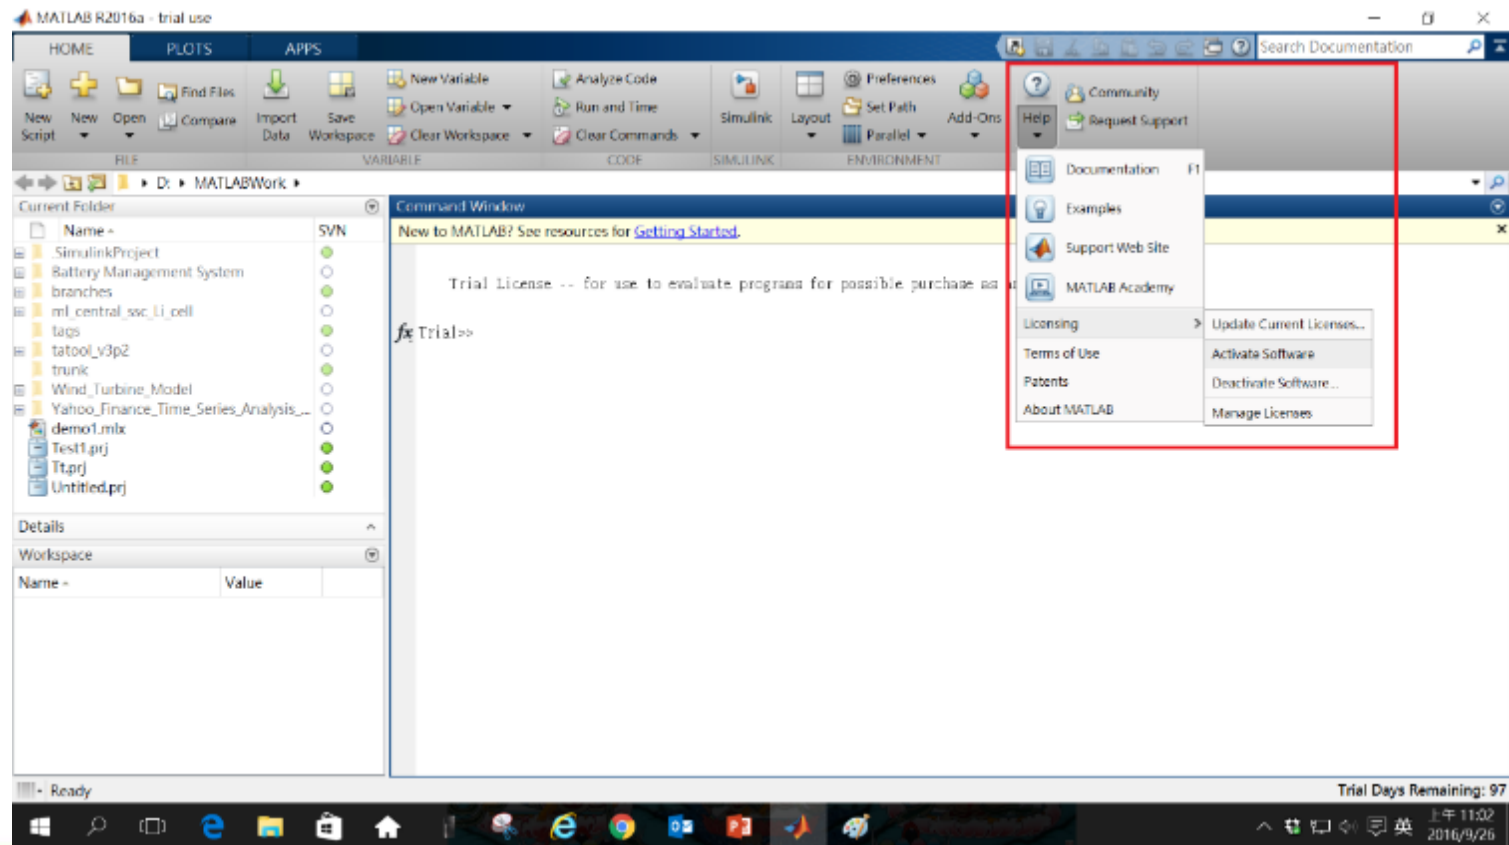 MATLAB R2016a - trial use
HOME PLOTS APPS
Search Documentation
New Script
New
Open
Find Files
Compare
Import Data
Save Workspace
New Variable
Open Variable
Clear Workspace
Analyze Code
Run and Time
Clear Commands
Simulink
Layout
Preferences
Set Path
Parallel
Add-Ons
Help
Community
Request Support
FILE VARIABLE CODE SIMULINK ENVIRONMENT
D: MATLABWork
Documentation F1
Examples
Support Web Site
MATLAB Academy
Licensing
Terms of Use
Patents
About MATLAB
Update Current Licenses...
Activate Software
Deactivate Software...
Manage Licenses
Current Folder
Name SVN
.SimulinkProject
Battery Management System
branches
ml_central_ssc_Li_cell
tags
tatool_v3p2
trunk
Wind_Turbine_Model
Yahoo_Finance_Time_Series_Analysis_...
demo1.mlx
Test1.prj
Tt.prj
Untitled.prj
Details
Workspace
Name Value
Command Window
New to MATLAB? See resources for Getting Started.
Trial License -- for use to evaluate programs for possible purchase as
fx Trial>>
Ready
Trial Days Remaining: 97
英
上午 11:02
2016/9/26